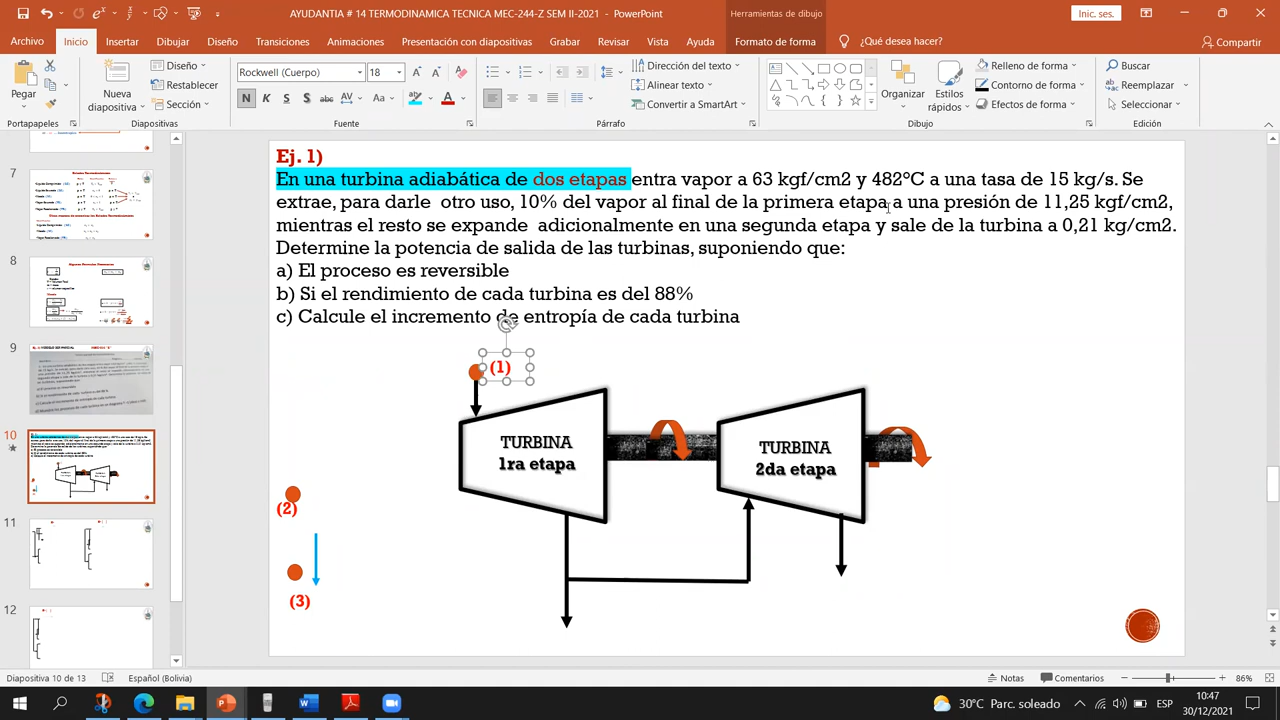 AYUDANTIA # 14 TERMODINAMICA TECNICA MEC-244-Z SEM II-2021 - PowerPoint
Herramientas de dibujo
Inic. ses.
Archivo Inicio Insertar Dibujar Diseño Transiciones Animaciones Presentación con diapositivas Grabar Revisar Vista Ayuda Formato de forma ¿Qué desea hacer? Compartir
Pegar
Nueva diapositiva
Diseño
Restablecer
Sección
Rockwell (Cuerpo) 18
N K S S abc AV Aa A A A
Dirección del texto
Alinear texto
Convertir a SmartArt
Organizar
Estilos rápidos
Relleno de forma
Contorno de forma
Efectos de forma
Buscar
Reemplazar
Seleccionar
Portapapeles Diapositivas Fuente Párrafo Dibujo Edición
8
9
10
11
12
Ej. 1)
En una turbina adiabática de dos etapas entra vapor a 63 kgf/cm2 y 482°C a una tasa de 15 kg/s. Se
extrae, para darle otro uso, 10% del vapor al final de la primera etapa a una presión de 11,25 kgf/cm2,
mientras el resto se expande adicionalmente en una segunda etapa y sale de la turbina a 0,21 kg/cm2.
Determine la potencia de salida de las turbinas, suponiendo que:
a) El proceso es reversible
b) Si el rendimiento de cada turbina es del 88%
c) Calcule el incremento de entropía de cada turbina
(1)
TURBINA
1ra etapa
TURBINA
2da etapa
(2)
(3)
Diapositiva 10 de 13
Español (Bolivia)
Notas
Comentarios
86%
30°C Parc. soleado
ESP
10:47
30/12/2021